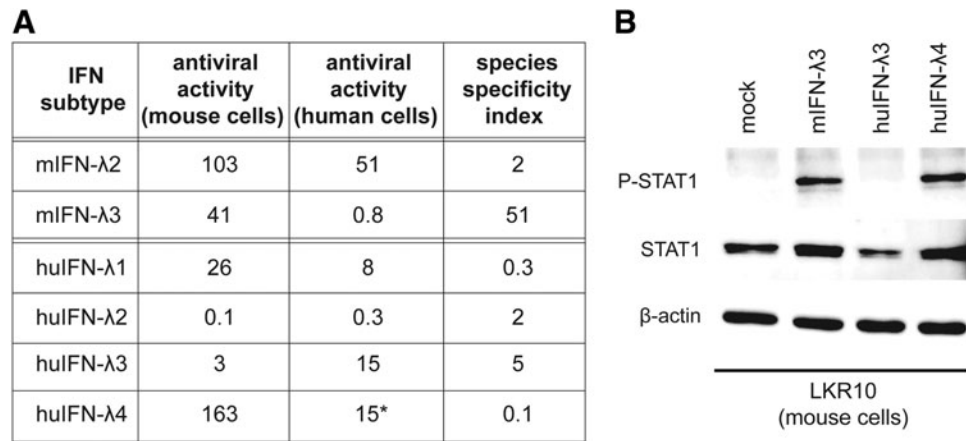 A
IFN subtype antiviral activity (mouse cells) antiviral activity (human cells) species specificity index
mIFN-λ2 103 51 2
mIFN-λ3 41 0.8 51
huIFN-λ1 26 8 0.3
huIFN-λ2 0.1 0.3 2
huIFN-λ3 3 15 5
huIFN-λ4 163 15* 0.1
B
mock mIFN-λ3 huIFN-λ3 huIFN-λ4
P-STAT1
STAT1
β-actin
LKR10
(mouse cells)